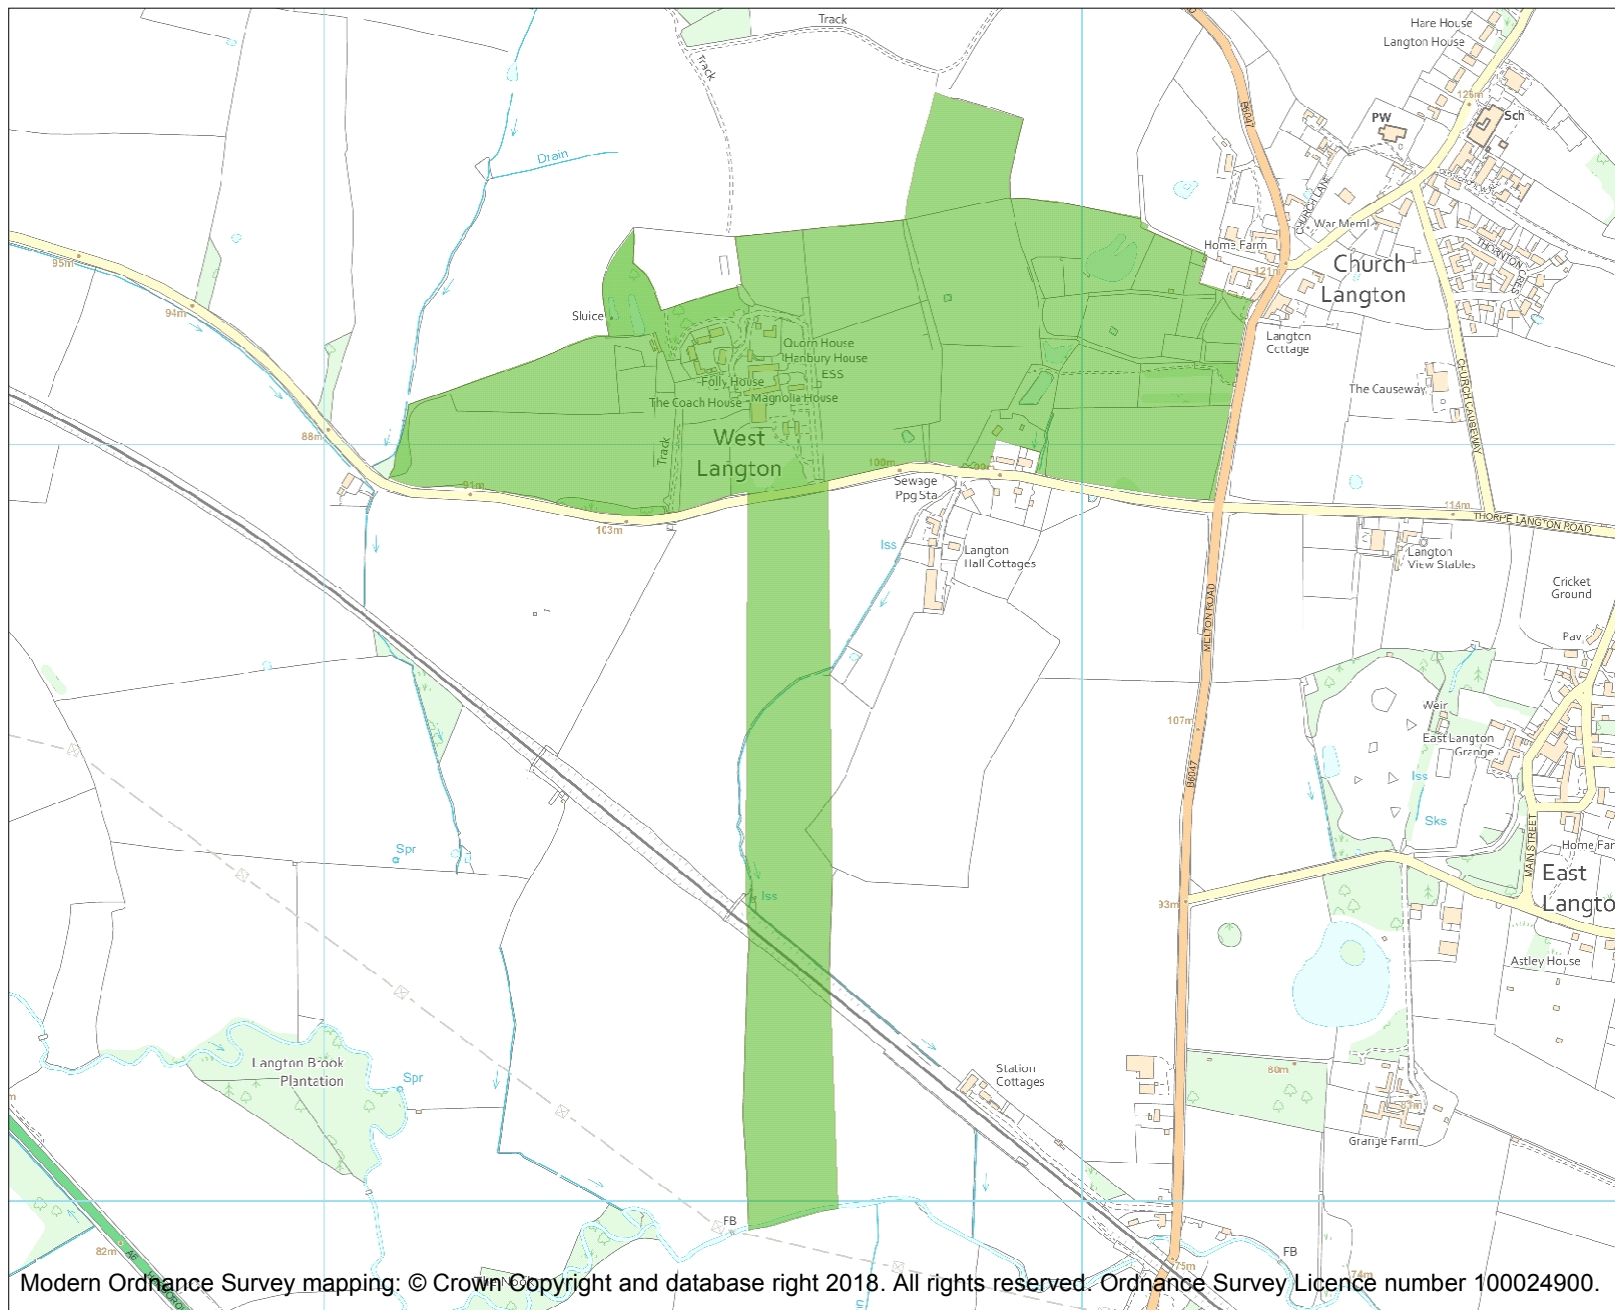 Track
Hare House
Langton House
Track
126m
B6047
PW
Sch
Drain
CHURCH LANE
War Meml
Home Farm
THORNTON CRES
95m
121m
Church
Langton
94m
Sluice
Quorn House
Hanbury House
Langton
Cottage
ESS
Folly House
The Causeway
CHURCH CAUSEWAY
The Coach House
Magnolia House
88m
West
Langton
Track
100m
91m
Sewage
Ppg Sta
103m
114m
THORPE LANGTON ROAD
Iss
Langton
Hall Cottages
Langton
View Stables
Cricket
Ground
MELTON ROAD
Pav
Weir
107m
East Langton
Grange
B6047
Iss
Sks
MAIN STREET
Spr
Home Far
East
Langto
Iss
93m
Astley House
Langton Brook
Plantation
Spr
Station
Cottages
80m
Grange Farm
FB
FB
82m
A6
75m
74m
Modern Ordnance Survey mapping: © Crown Copyright and database right 2018. All rights reserved. Ordnance Survey Licence number 100024900.